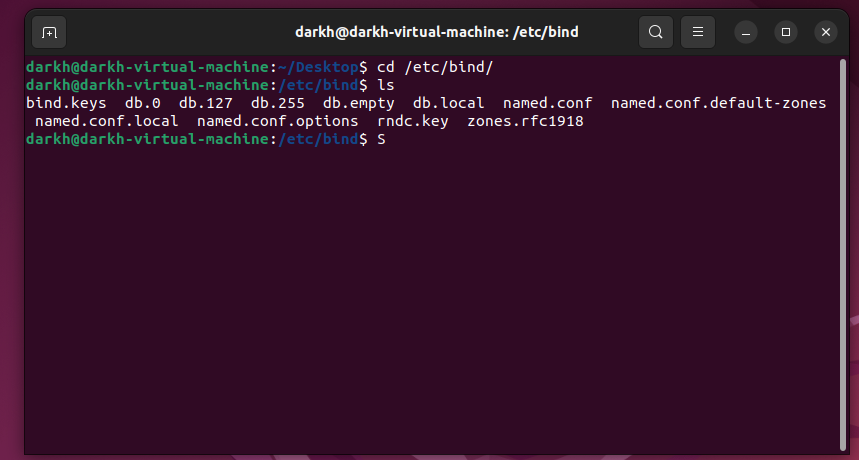 darkh@darkh-virtual-machine: /etc/bind
darkh@darkh-virtual-machine:~/Desktop$ cd /etc/bind/
darkh@darkh-virtual-machine:/etc/bind$ ls
bind.keys  db.0  db.127  db.255  db.empty  db.local  named.conf  named.conf.default-zones
 named.conf.local  named.conf.options  rndc.key  zones.rfc1918
darkh@darkh-virtual-machine:/etc/bind$ S